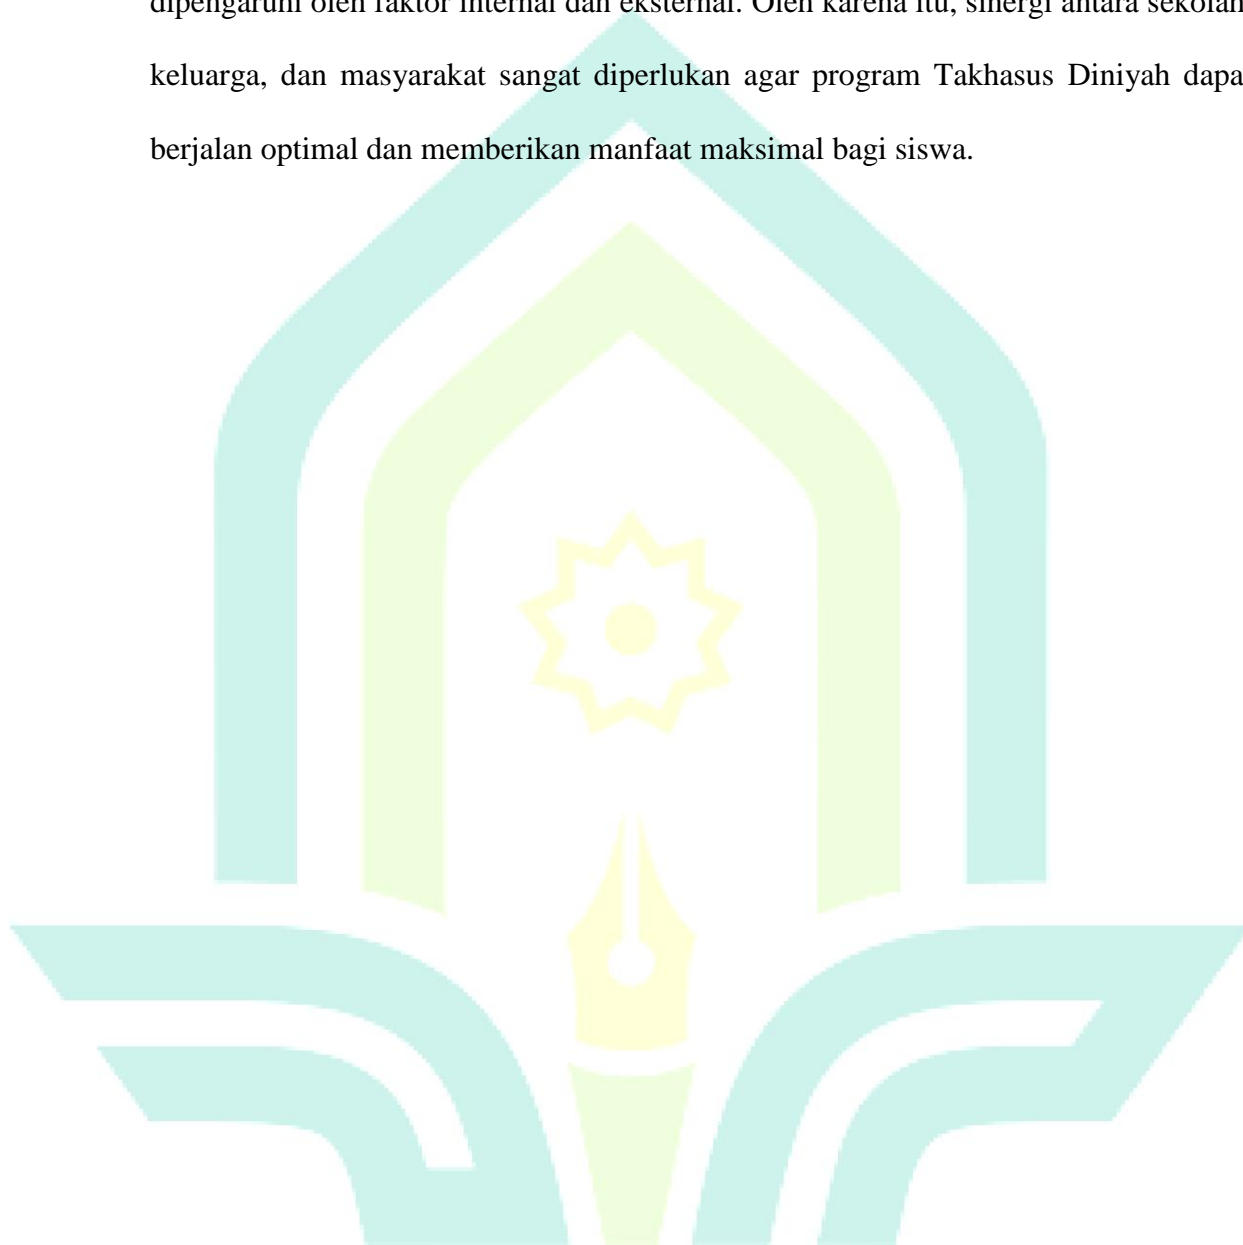 dipengaruhi oleh faktor internal dan eksternal. Oleh karena itu, sinergi antara sekolah
keluarga, dan masyarakat sangat diperlukan agar program Takhasus Diniyah dapa
berjalan optimal dan memberikan manfaat maksimal bagi siswa.